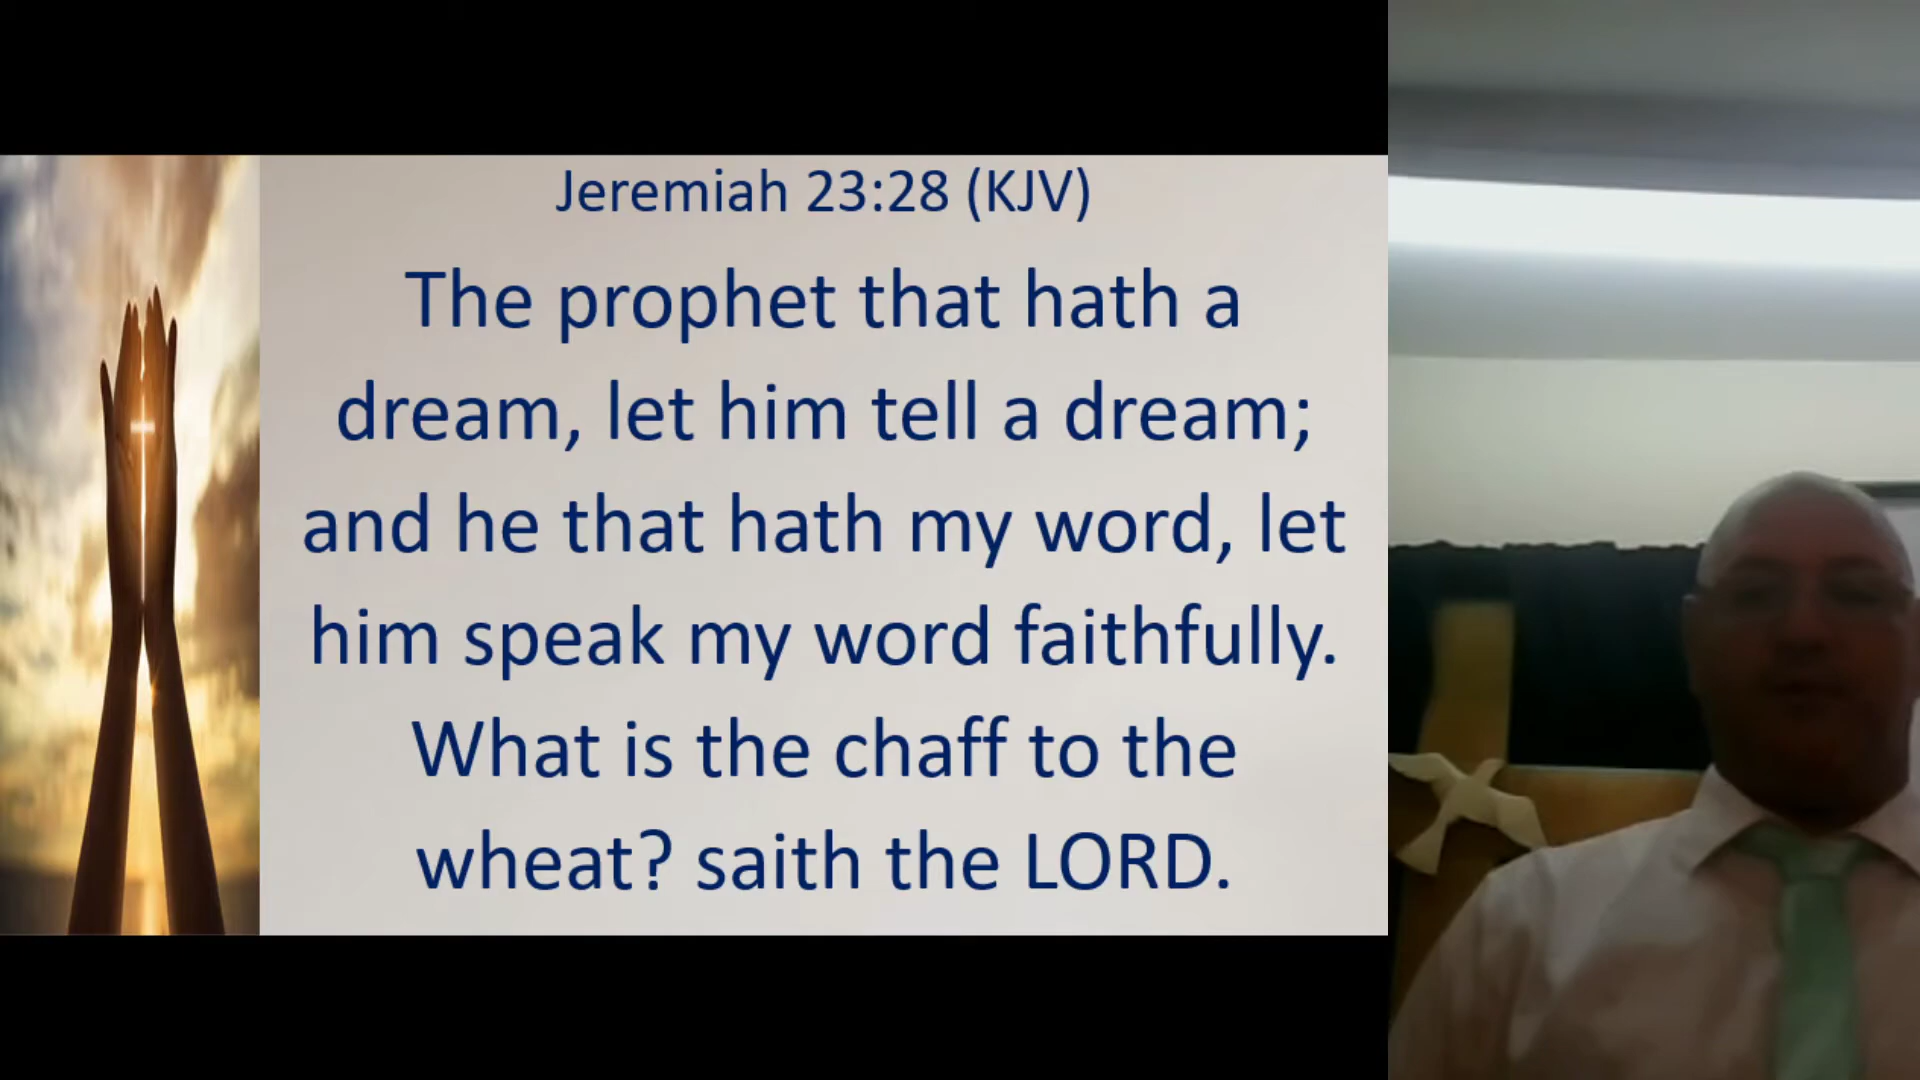 Jeremiah 23:28 (KJV)
The prophet that hath a
dream, let him tell a dream;
and he that hath my word, let
him speak my word faithfully.
What is the chaff to the
wheat? saith the LORD.